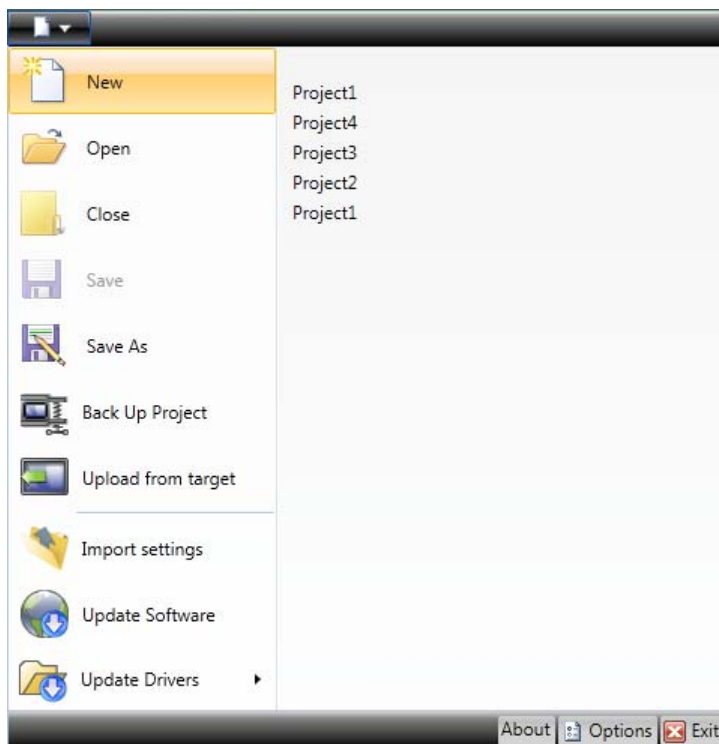 New
Open
Close
Save
Save As
Back Up Project
Upload from target
Import settings
Update Software
Update Drivers
Project1
Project4
Project3
Project2
Project1
About Options Exit